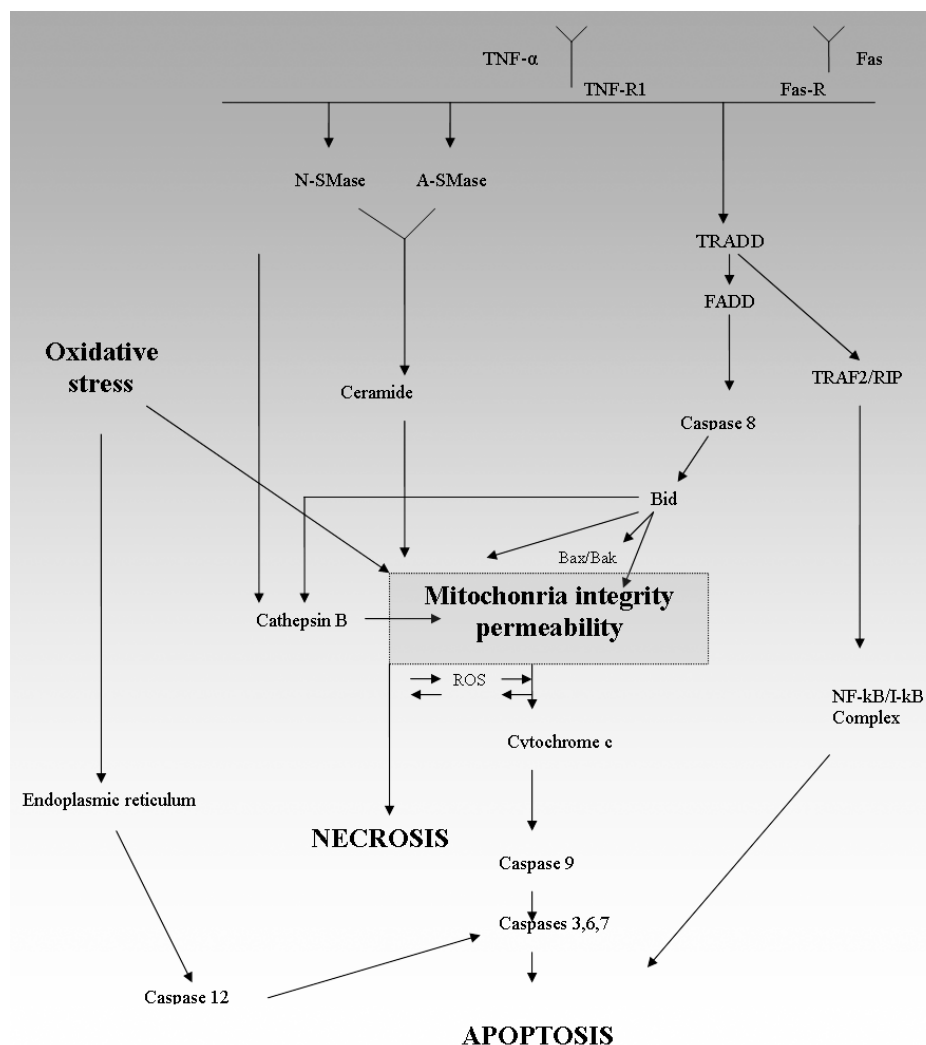 TNF-α
Fas
TNF-R1
Fas-R
N-SMase
A-SMase
TRADD
FADD
Oxidative
stress
TRAF2/RIP
Ceramide
Caspase 8
Bid
Bax/Bak
Mitochonria integrity
permeability
Cathepsin B
ROS
NF-kB/I-kB
Complex
Cytochrome c
Endoplasmic reticulum
NECROSIS
Caspase 9
Caspases 3,6,7
Caspase 12
APOPTOSIS